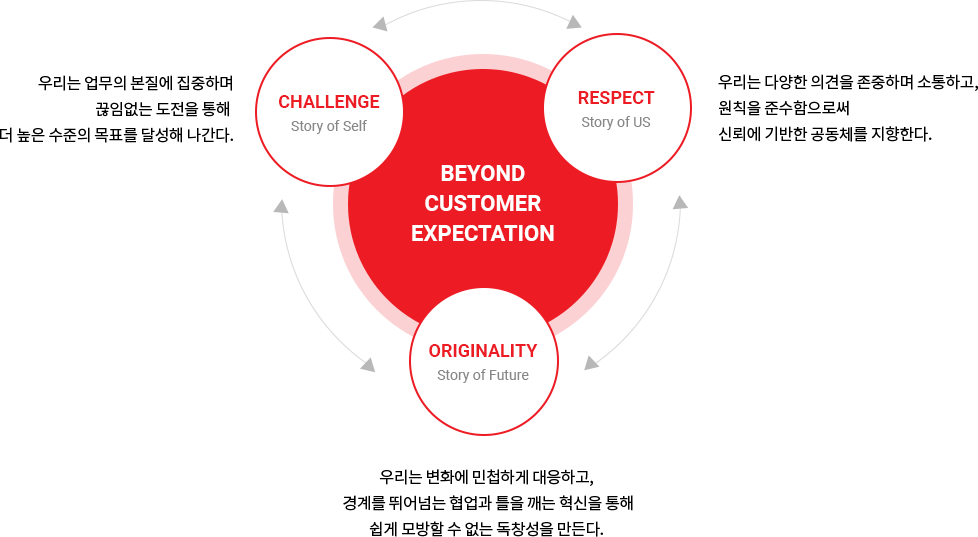 우리는 업무의 본질에 집중하며
끊임없는 도전을 통해
더 높은 수준의 목표를 달성해 나간다.
CHALLENGE
Story of Self
RESPECT
Story of US
우리는 다양한 의견을 존중하며 소통하고,
원칙을 준수함으로써
신뢰에 기반한 공동체를 지향한다.
BEYOND
CUSTOMER
EXPECTATION
ORIGINALITY
Story of Future
우리는 변화에 민첩하게 대응하고,
경계를 뛰어넘는 협업과 틀을 깨는 혁신을 통해
쉽게 모방할 수 없는 독창성을 만든다.